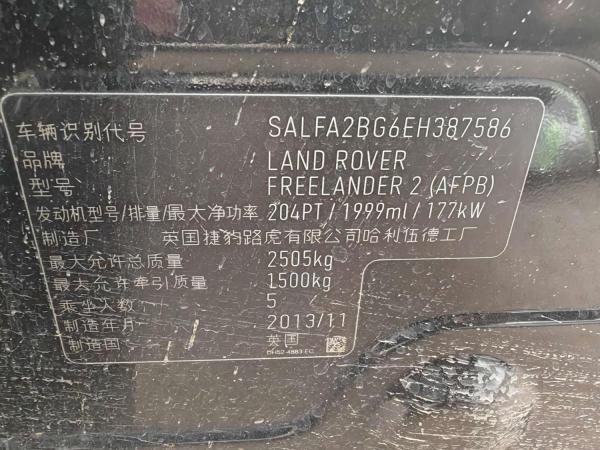 车辆识别代号 SALFA2BG6EH387586
品牌 LAND ROVER
型号 FREELANDER 2 (AFPB)
发动机型号/排量/最大净功率 204PT / 1999ml / 177kW
制造厂 英国捷豹路虎有限公司哈利伍德工厂
最大允许总质量 2505kg
最大允许牵引质量 1500kg
乘坐人数 5
制造年月 2013/11
制造国 英国